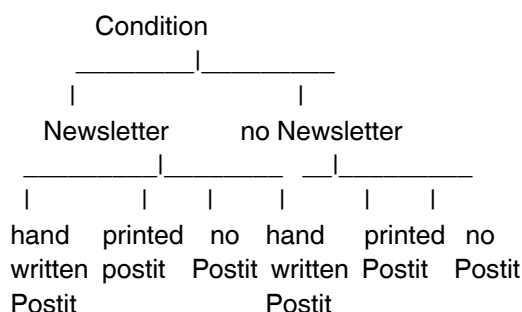 Condition
Newsletter no Newsletter
hand printed no hand printed no
written postit Postit written Postit Postit
Postit Postit